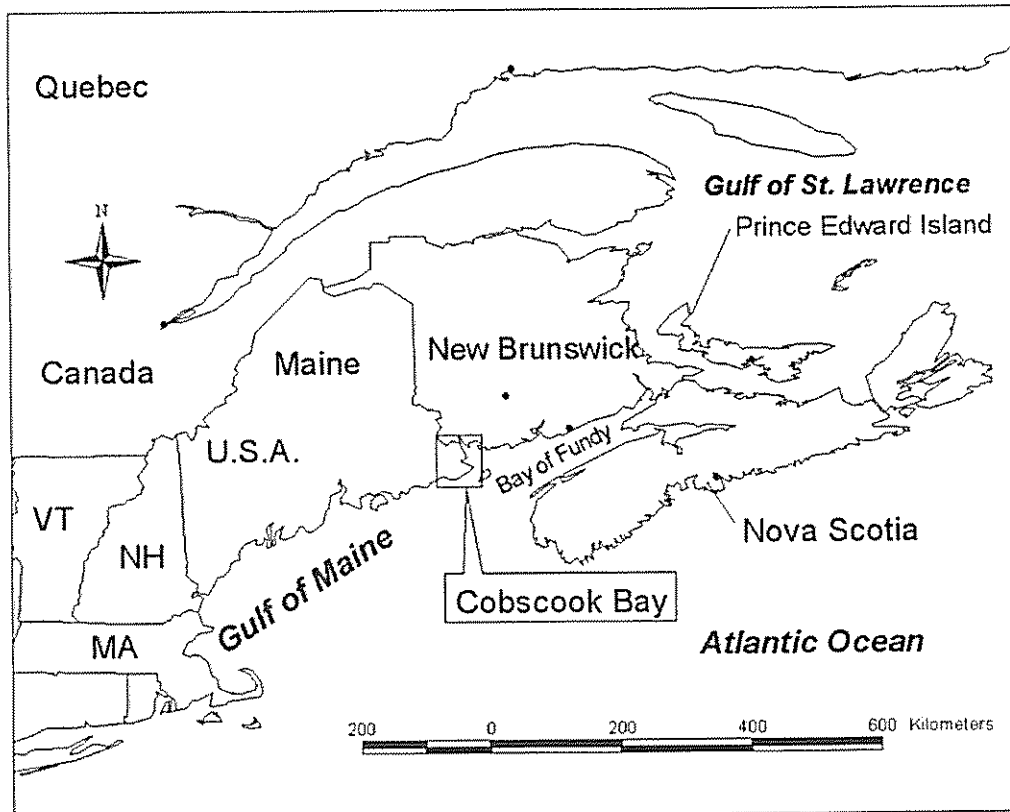 Quebec
Gulf of St. Lawrence
Prince Edward Island
N
Canada
Maine
New Brunswick
U.S.A.
Bay of Fundy
VT
NH
Nova Scotia
Gulf of Maine
Cobscook Bay
MA
Atlantic Ocean
200 0 200 400 600 Kilometers